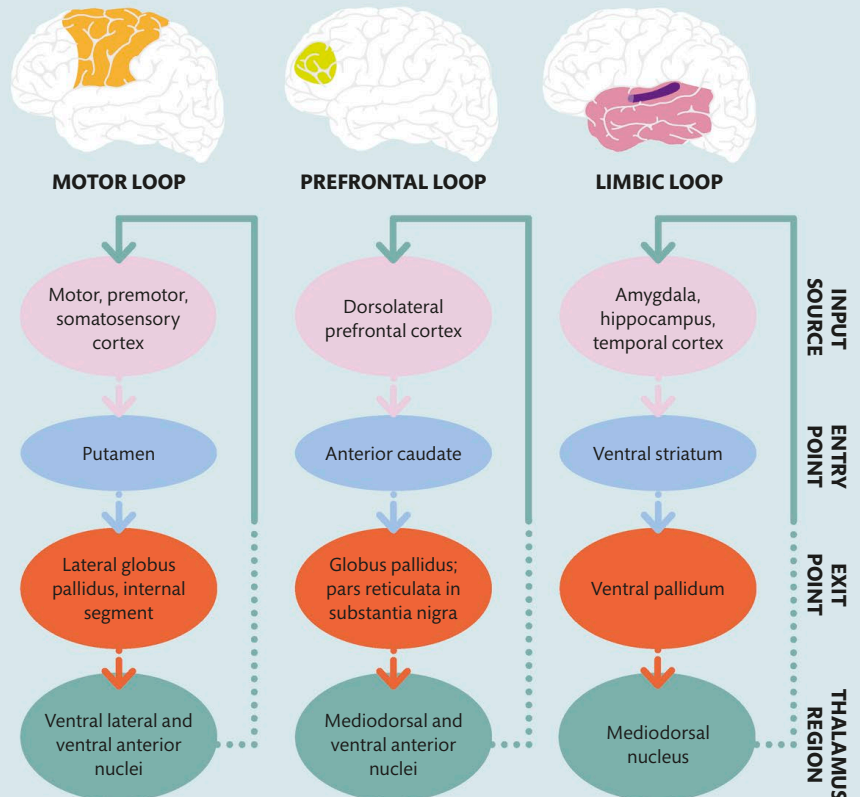 MOTOR LOOP
PREFRONTAL LOOP
LIMBIC LOOP
Motor, premotor,
somatosensory
cortex
Dorsolateral
prefrontal cortex
Amygdala,
hippocampus,
temporal cortex
INPUT
SOURCE
Putamen
Anterior caudate
Ventral striatum
ENTRY
POINT
Lateral globus
pallidus, internal
segment
Globus pallidus;
pars reticulata in
substantia nigra
Ventral pallidum
EXIT
POINT
Ventral lateral and
ventral anterior
nuclei
Mediodorsal and
ventral anterior
nuclei
Mediodorsal
nucleus
THALAMUS
REGION